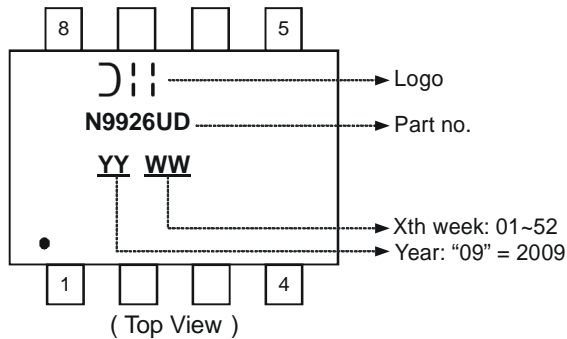 8 5
Logo
N9926UD Part no.
YY WW
Xth week: 01~52
Year: “09” = 2009
1 4
( Top View )